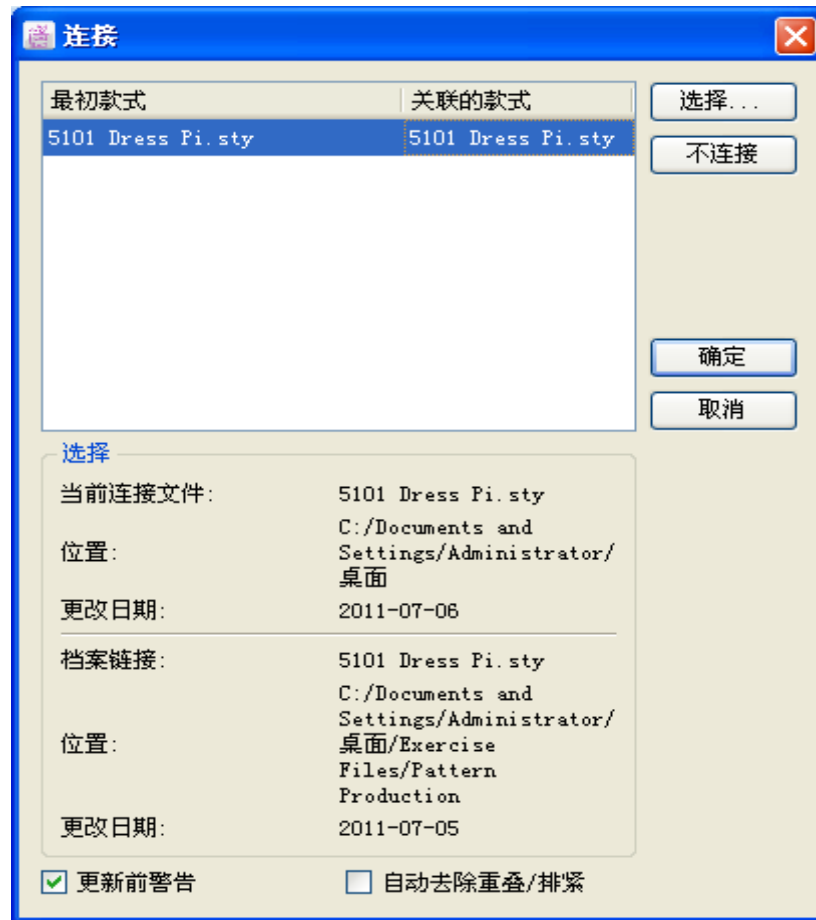 连接
最初款式 关联的款式 选择...
5101 Dress Pi.sty 5101 Dress Pi.sty
不连接
确定
取消
选择
当前连接文件: 5101 Dress Pi.sty
位置: C:/Documents and
Settings/Administrator/
桌面
更改日期: 2011-07-06
档案链接: 5101 Dress Pi.sty
位置: C:/Documents and
Settings/Administrator/
桌面/Exercise
Files/Pattern
Production
更改日期: 2011-07-05
更新前警告 自动去除重叠/排紧